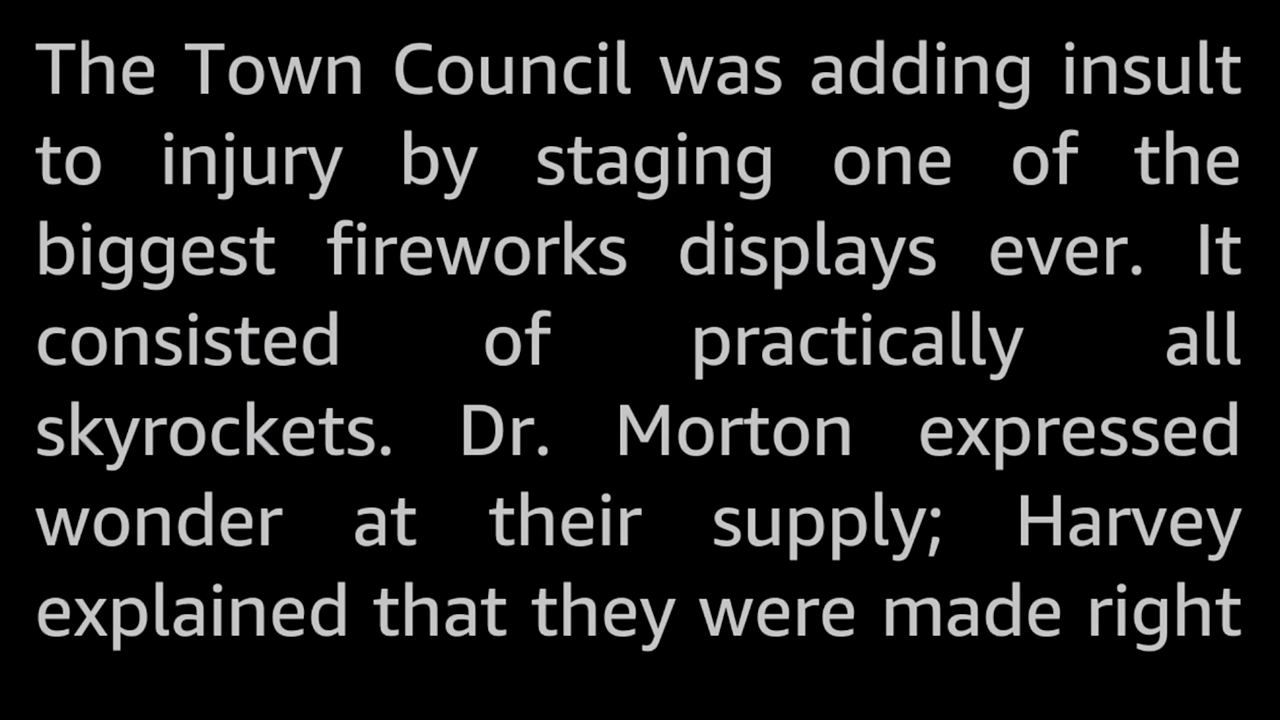 The Town Council was adding insult
to injury by staging one of the
biggest fireworks displays ever. It
consisted of practically all
skyrockets. Dr. Morton expressed
wonder at their supply; Harvey
explained that they were made right